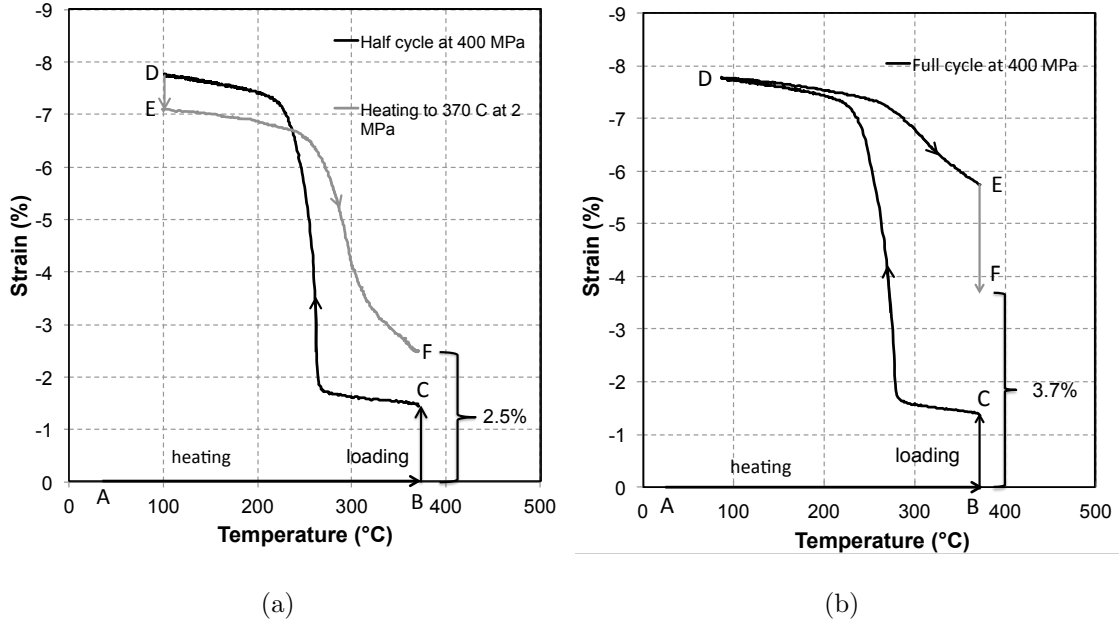 -9
-8
-7
-6
-5
-4
-3
-2
-1
0
Strain (%)
Half cycle at 400 MPa
Heating to 370 C at 2
MPa
D
E
F
C
2.5%
heating
loading
A
B
0 100 200 300 400 500
Temperature (°C)
(a)
-9
-8
-7
-6
-5
-4
-3
-2
-1
0
Strain (%)
Full cycle at 400 MPa
D
E
F
C
3.7%
loading
heating
A
B
0 100 200 300 400 500
Temperature (°C)
(b)